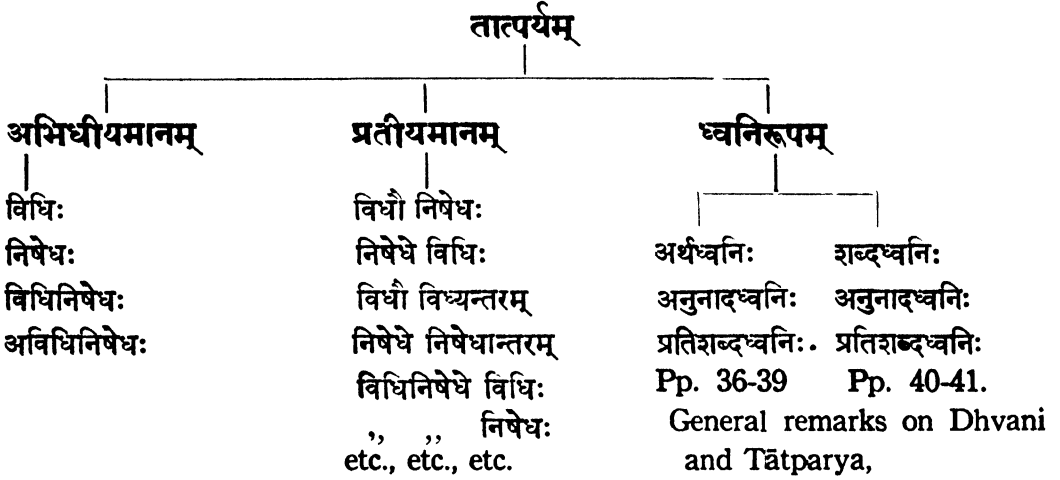 तात्पर्यम्
अभिधीयमानम् प्रतीयमानम् ध्वनिरूपम्
विधिः विधौ निषेधः
निषेधः निषेधे विधिः अर्थध्वनिः शब्दध्वनिः
विधिनिषेधः विधौ विध्यन्तरम् अनुनादध्वनिः अनुनादध्वनिः
अविधिनिषेधः निषेधे निषेधान्तरम् प्रतिशब्दध्वनिः. प्रतिशब्दध्वनिः
विधिनिषेधे विधिः Pp. 36-39 Pp. 40-41.
,, ,, निषेधः General remarks on Dhvani
etc., etc., etc. and Tātparya,